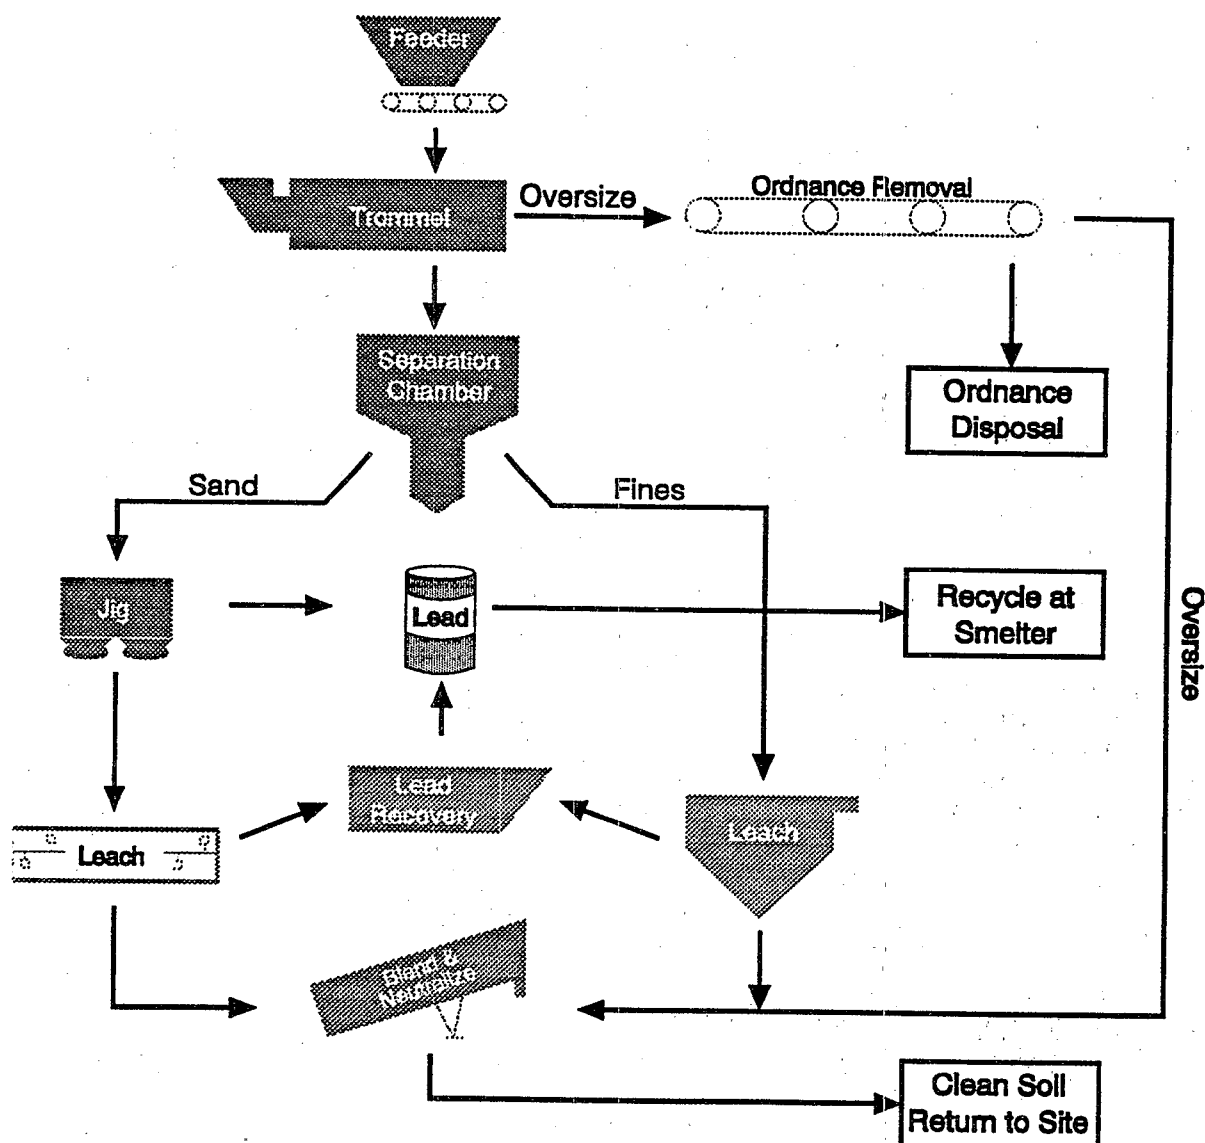 Feeder
Trommel
Oversize
Ordnance Removal
Separation
Chamber
Ordnance
Disposal
Sand
Fines
Jig
Lead
Recycle at
Smelter
Oversize
Lead
Recovery
Leach
Leach
Blend &
Neutralize
Clean Soil
Return to Site